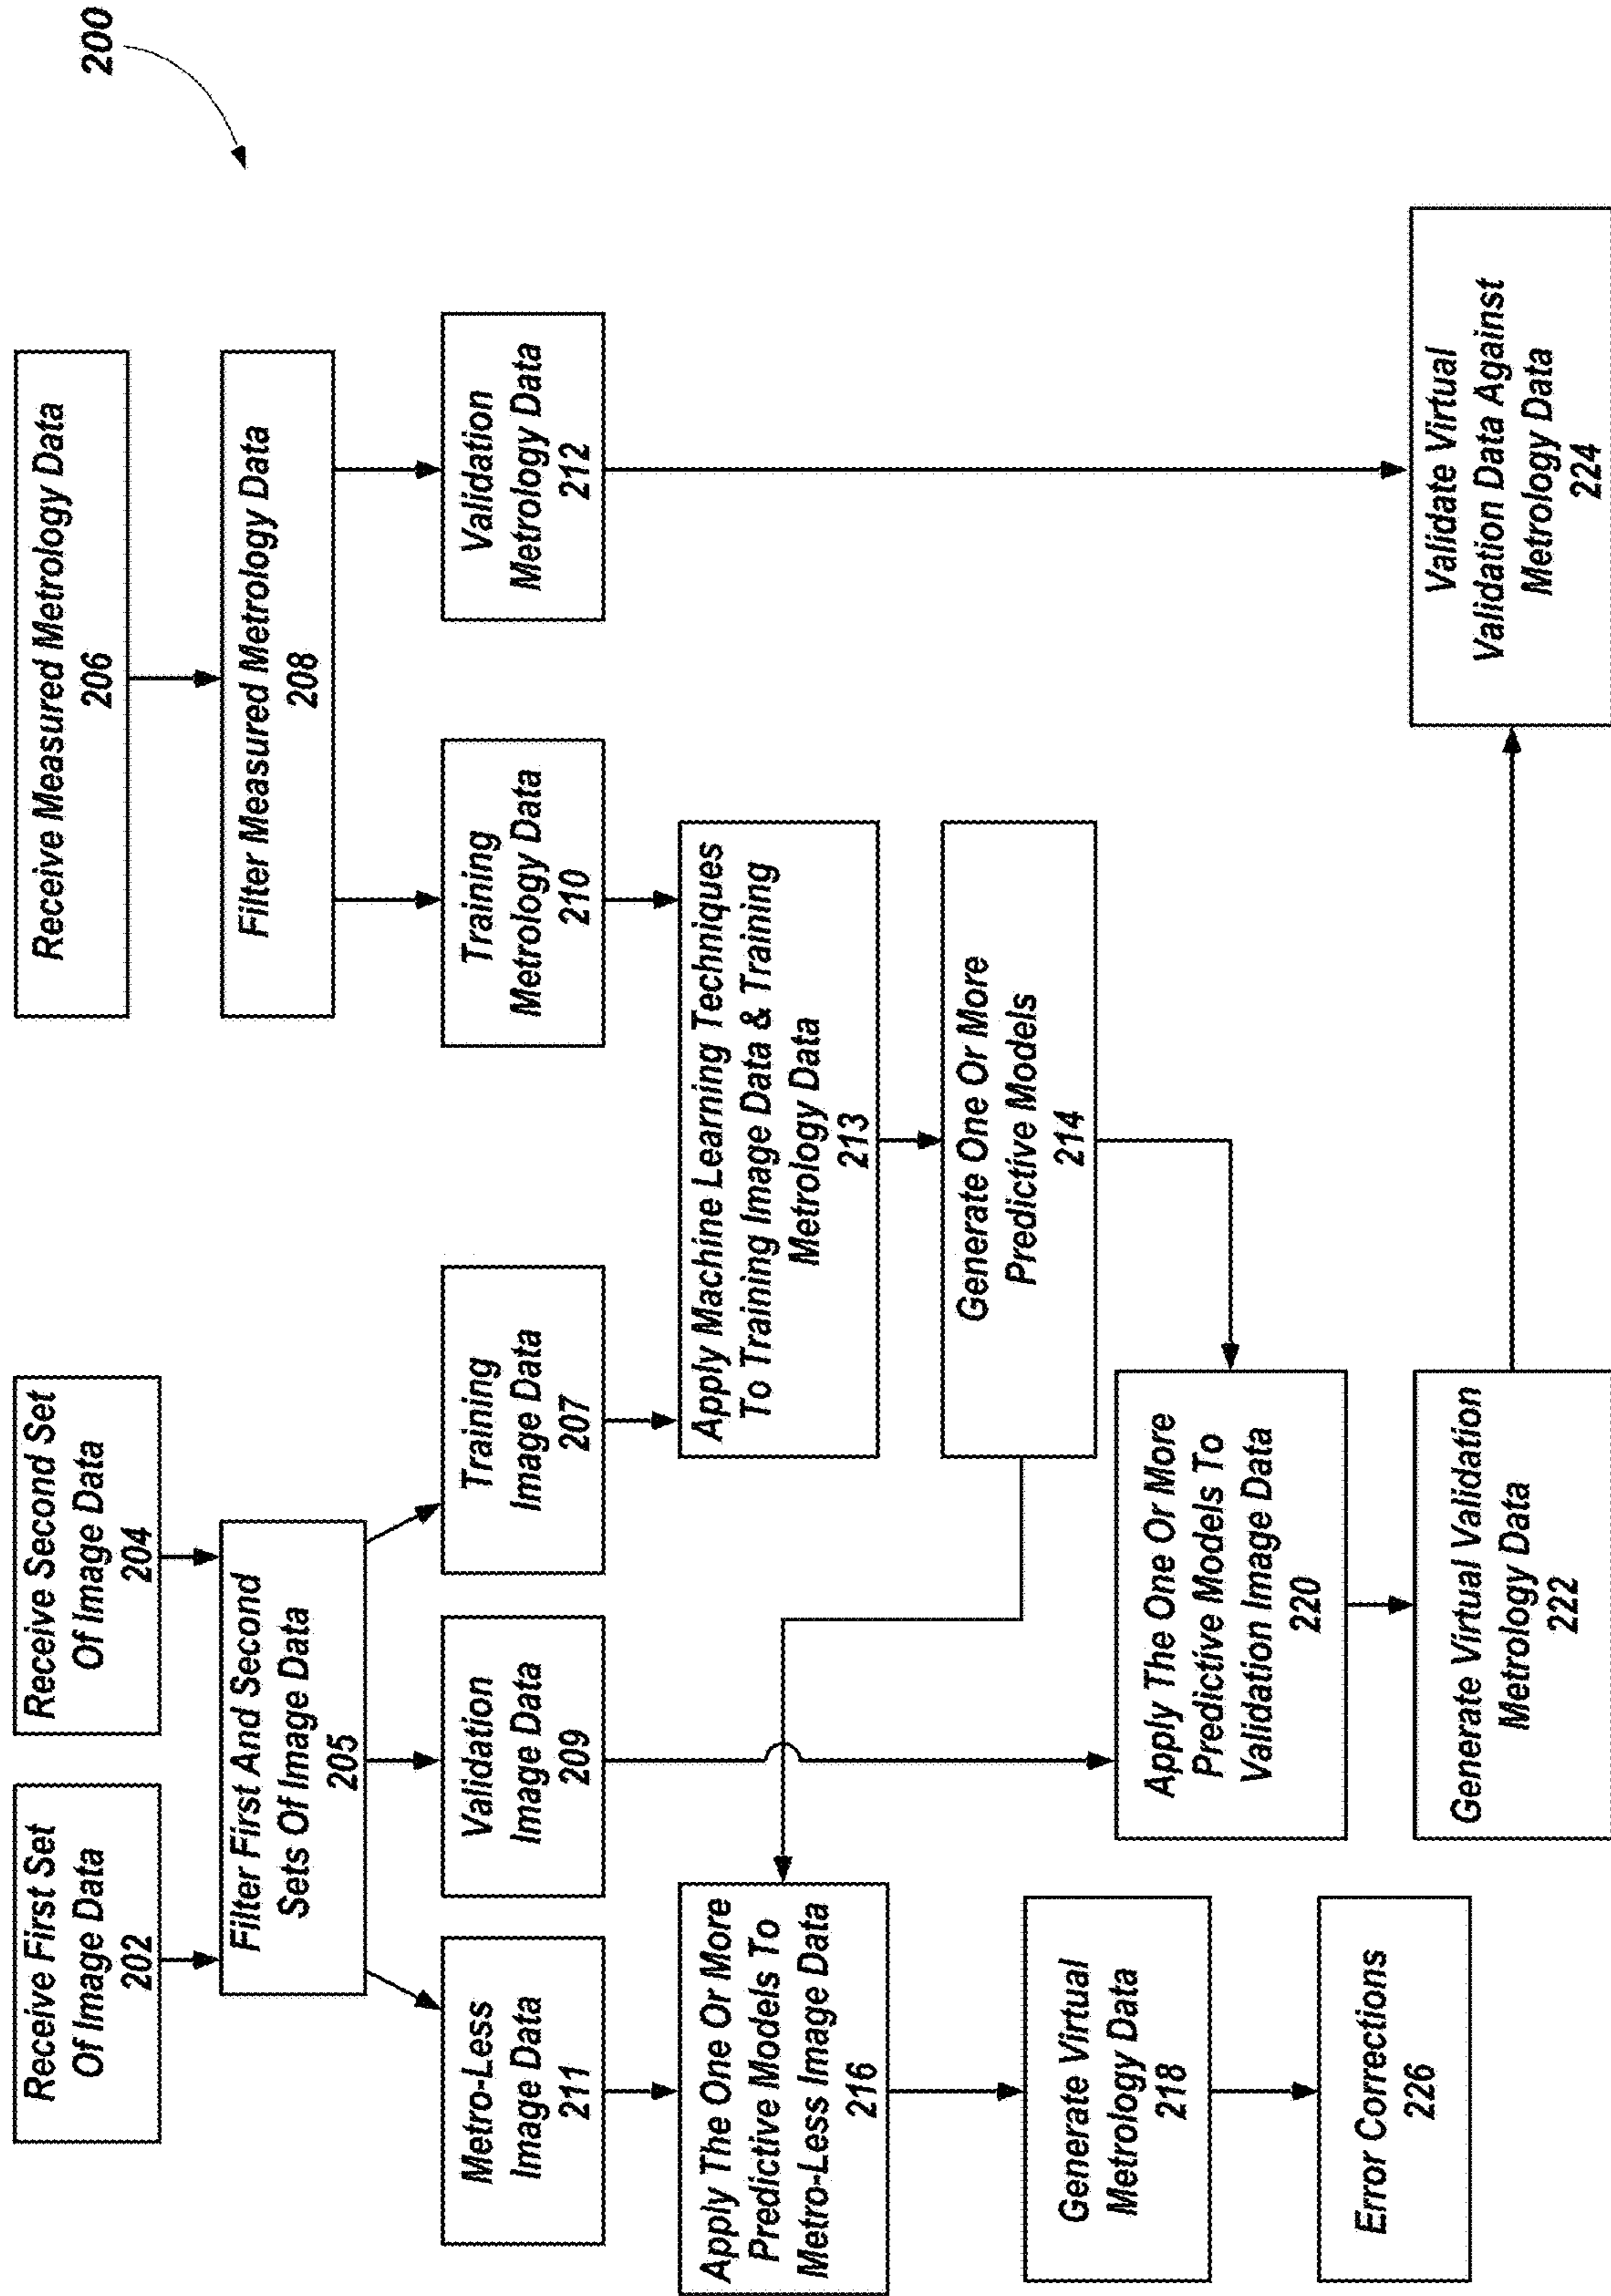 200
Receive First Set
Of Image Data
202
Receive Second Set
Of Image Data
204
Receive Measured Metrology Data
206
Filter First And Second
Sets Of Image Data
205
Filter Measured Metrology Data
208
Metro-Less
Image Data
211
Validation
Image Data
209
Training
Image Data
207
Training
Metrology Data
210
Validation
Metrology Data
212
Apply The One Or More
Predictive Models To
Metro-Less Image Data
216
Apply Machine Learning Techniques
To Training Image Data & Training
Metrology Data
213
Generate One Or More
Predictive Models
214
Generate Virtual
Metrology Data
218
Apply The One Or More
Predictive Models To
Validation Image Data
220
Error Corrections
226
Generate Virtual Validation
Metrology Data
222
Validate Virtual
Validation Data Against
Metrology Data
224